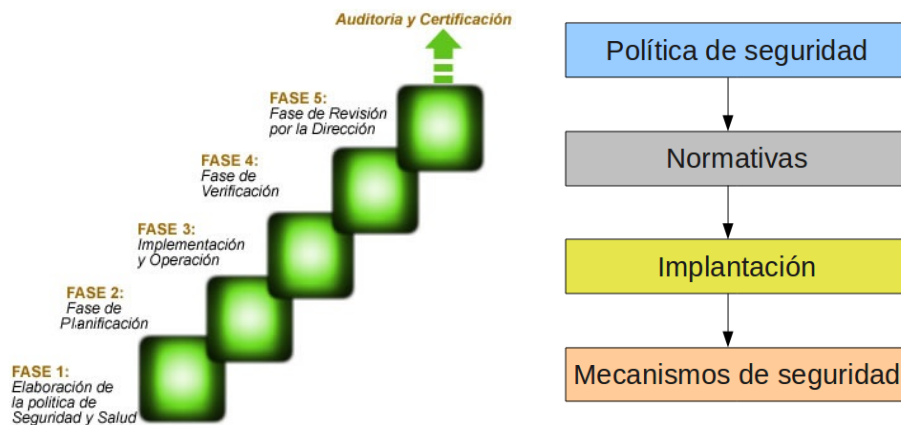 Auditoria y Certificación
FASE 5:
Fase de Revisión
por la Dirección
FASE 4:
Fase de
Verificación
FASE 3:
Implementación
y Operación
FASE 2:
Fase de
Planificación
FASE 1:
Elaboración de
la politica de
Seguridad y Salud
Política de seguridad
Normativas
Implantación
Mecanismos de seguridad